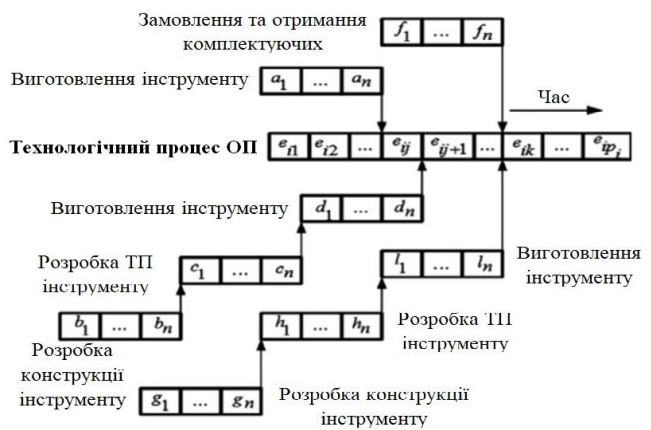 Замовлення та отримання
комплектуючих
f1 ... fn
Виготовлення інструменту
a1 ... an
Час
Технологічний процес ОП
ei1 ei2 ... eij eij+1 ... eik ... eipi
Виготовлення інструменту
d1 ... dn
Розробка ТП
інструменту
c1 ... cn
l1 ... ln
Виготовлення
інструменту
b1 ... bn
h1 ... hn
Розробка ТП
інструменту
Розробка
конструкції
інструменту
g1 ... gn
Розробка конструкції
інструменту